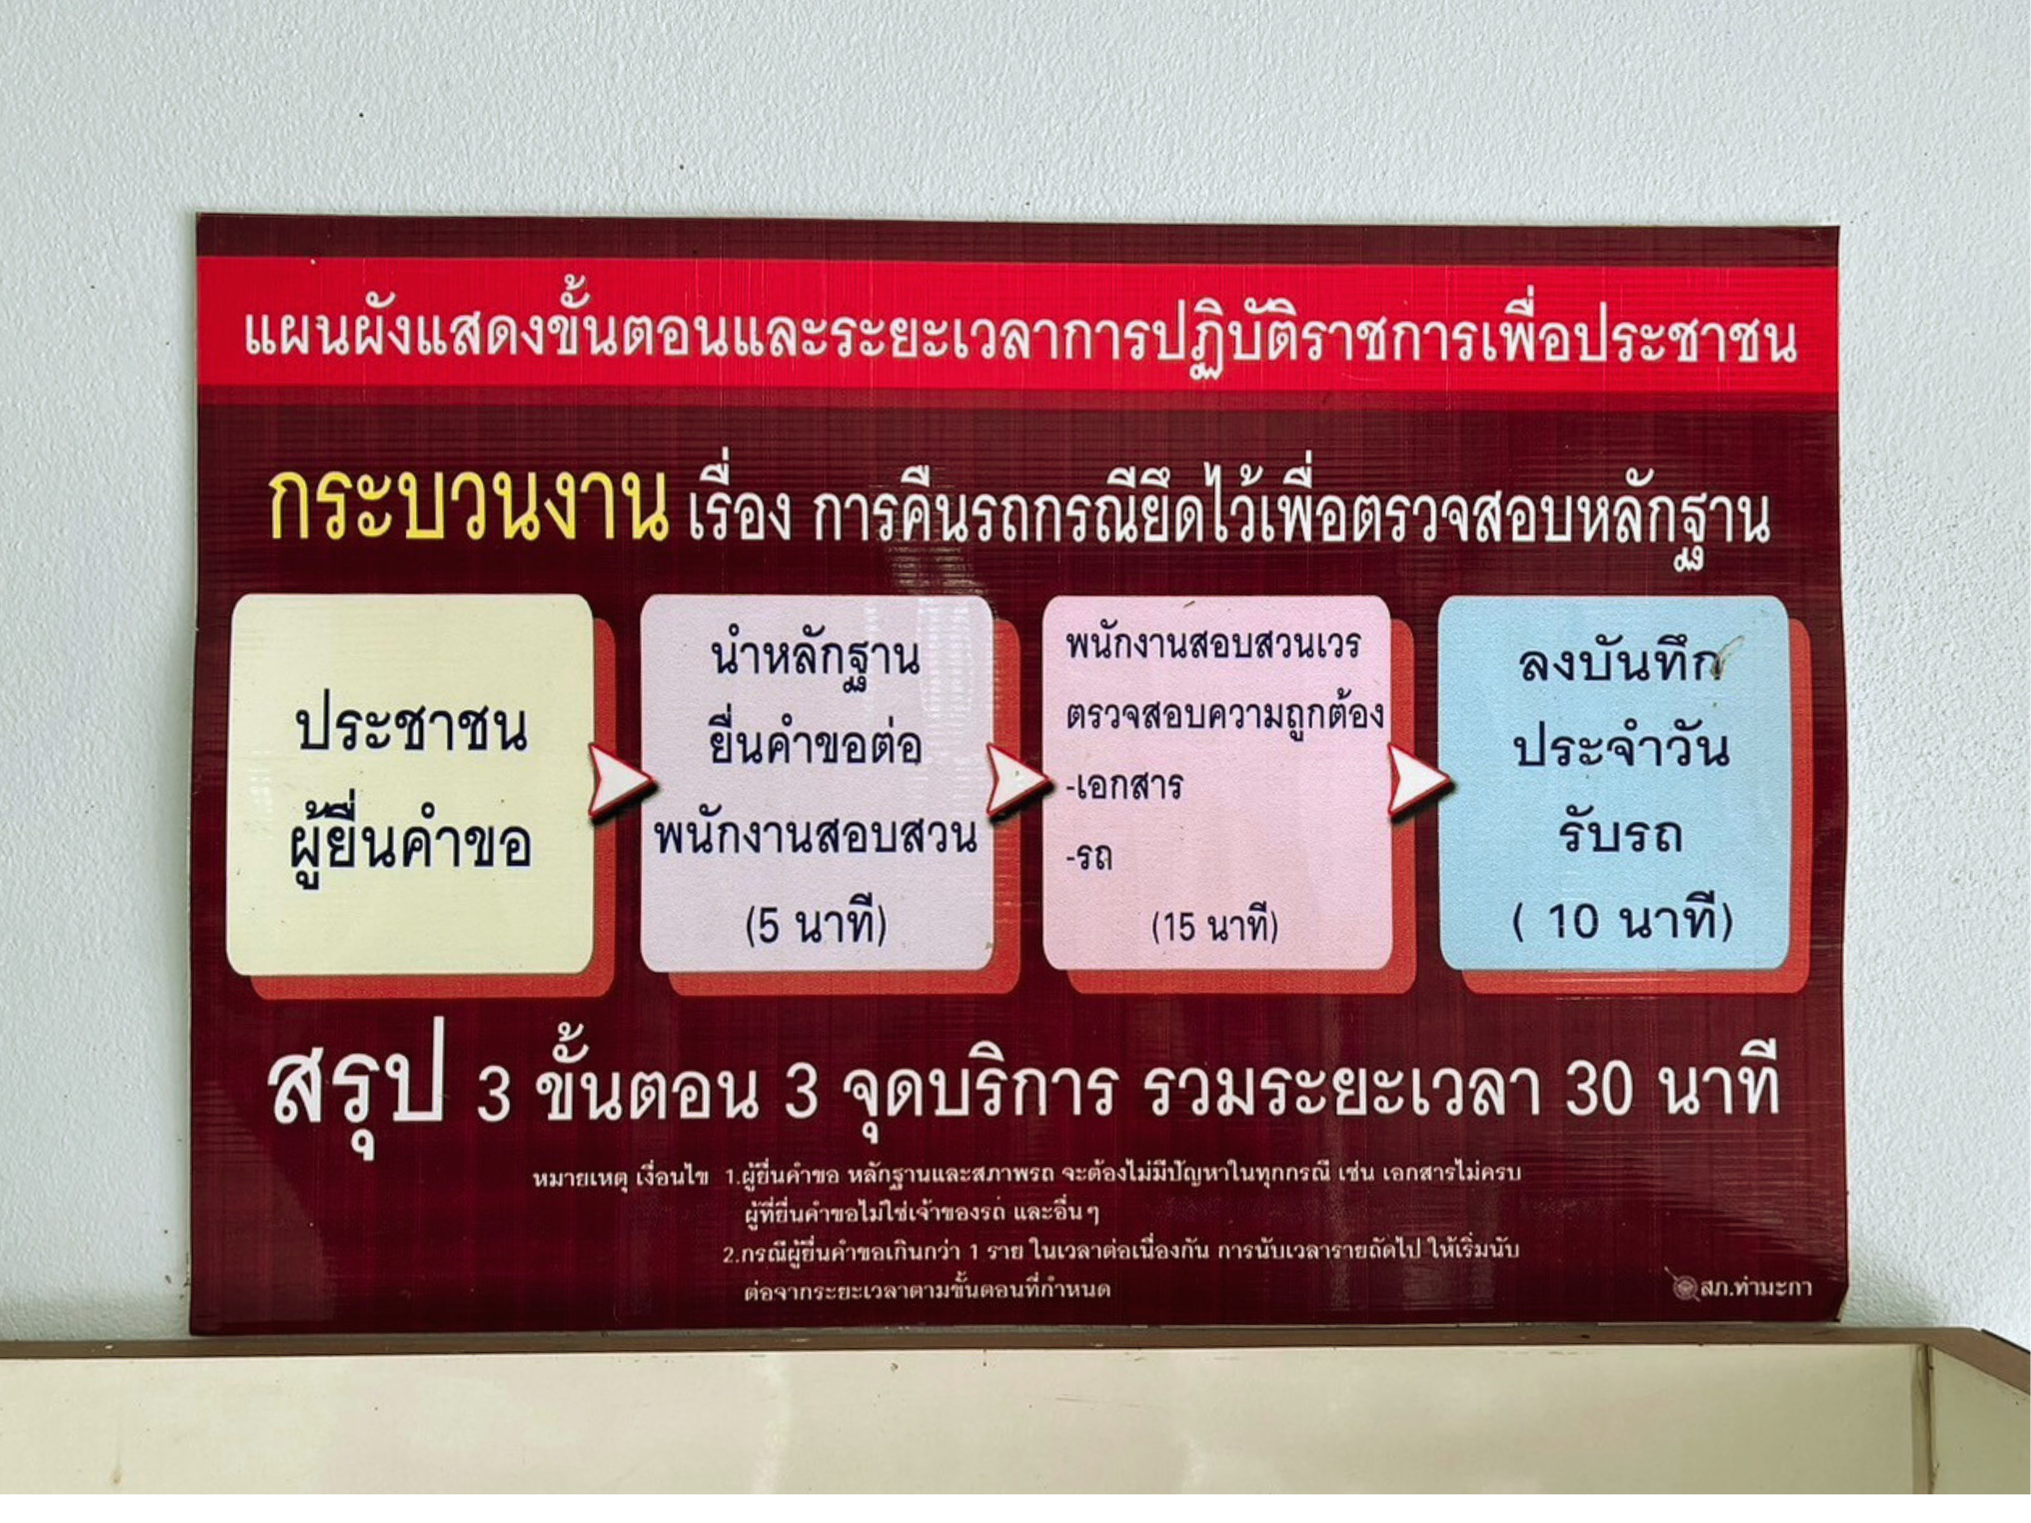 แผนผังแสดงขั้นตอนและระยะเวลาการปฏิบัติราชการเพื่อประชาชน
กระบวนงาน เรื่อง การคืนรถกรณียึดไว้เพื่อตรวจสอบหลักฐาน
ประชาชน
ผู้ยื่นคำขอ
นำหลักฐาน
ยื่นคำขอต่อ
พนักงานสอบสวน
(5 นาที)
พนักงานสอบสวนเวร
ตรวจสอบความถูกต้อง
-เอกสาร
-รถ
(15 นาที)
ลงบันทึก
ประจำวัน
รับรถ
( 10 นาที)
สรุป 3 ขั้นตอน 3 จุดบริการ รวมระยะเวลา 30 นาที
หมายเหตุ เงื่อนไข 1.ผู้ยื่นคำขอ หลักฐานและสภาพรถ จะต้องไม่มีปัญหาในทุกกรณี เช่น เอกสารไม่ครบ
ผู้ที่ยื่นคำขอไม่ใช่เจ้าของรถ และอื่นๆ
2.กรณีผู้ยื่นคำขอเกินกว่า 1 ราย ในเวลาต่อเนื่องกัน การนับเวลารายถัดไป ให้เริ่มนับ
ต่อจากระยะเวลาตามขั้นตอนที่กำหนด
สภ.ท่ามะกา